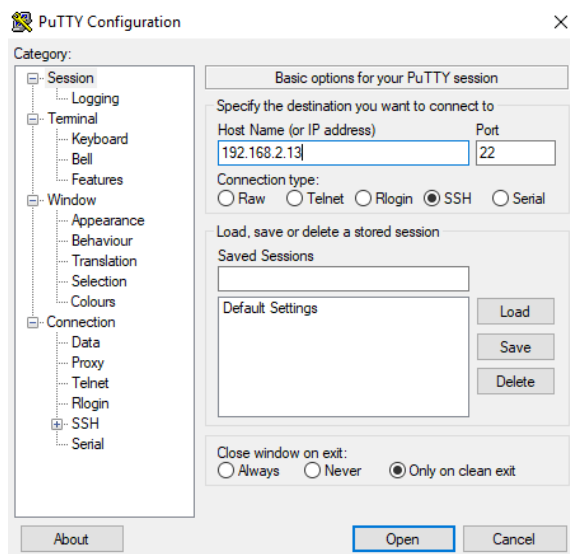 PuTTY Configuration
Category:
Session
Logging
Terminal
Keyboard
Bell
Features
Window
Appearance
Behaviour
Translation
Selection
Colours
Connection
Data
Proxy
Telnet
Rlogin
SSH
Serial
Basic options for your PuTTY session
Specify the destination you want to connect to
Host Name (or IP address) Port
192.168.2.13 22
Connection type:
Raw Telnet Rlogin SSH Serial
Load, save or delete a stored session
Saved Sessions
Default Settings
Load
Save
Delete
Close window on exit:
Always Never Only on clean exit
About Open Cancel